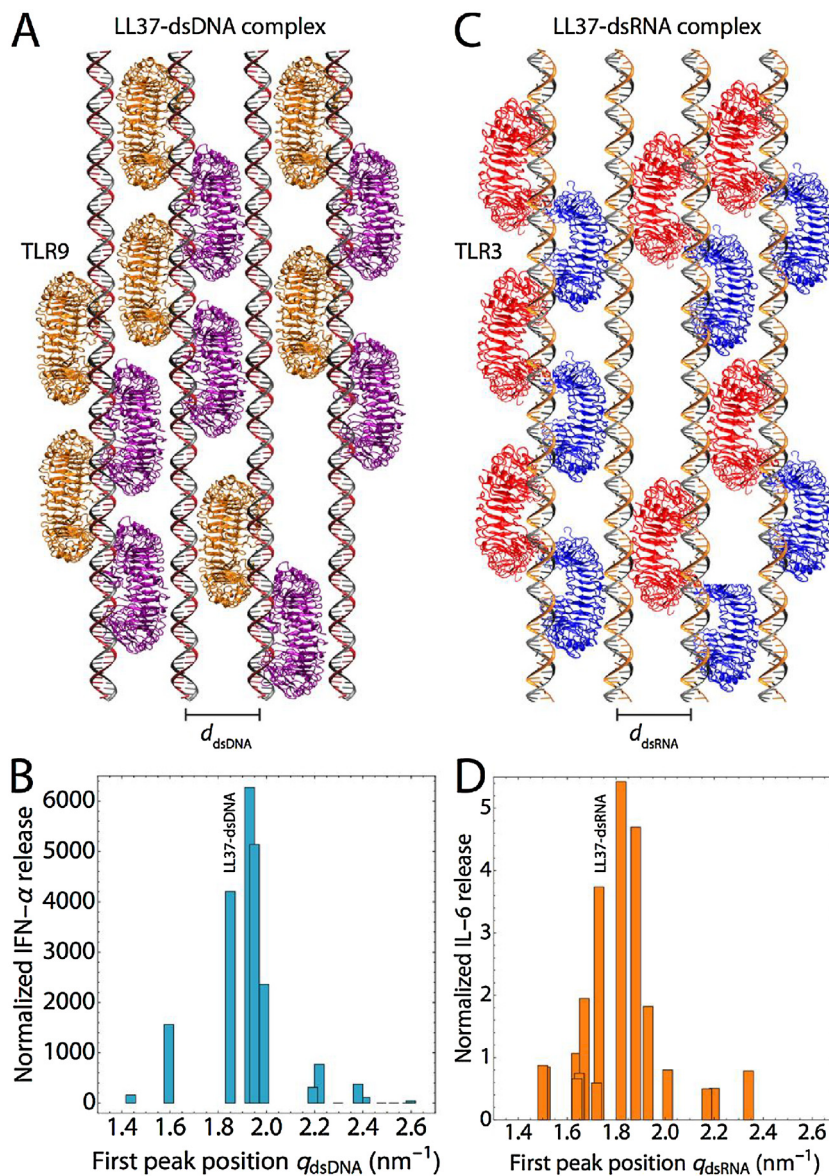 A
LL37-dsDNA complex
TLR9
d dsDNA
C
LL37-dsRNA complex
TLR3
d dsRNA
B
Normalized IFN-α release
6000
5000
4000
3000
2000
1000
0
LL37-dsDNA
1.4 1.6 1.8 2.0 2.2 2.4 2.6
First peak position q dsDNA (nm⁻¹)
D
Normalized IL-6 release
5
4
3
2
1
0
LL37-dsRNA
1.4 1.6 1.8 2.0 2.2 2.4 2.6
First peak position q dsRNA (nm⁻¹)